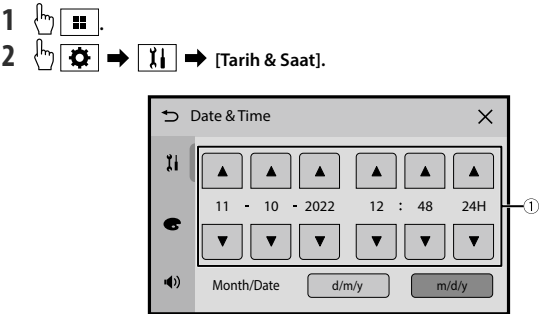 1 .
2 [Tarih & Saat].
Date & Time
11 - 10 - 2022 12 : 48 24H
①
Month/Date d/m/y m/d/y